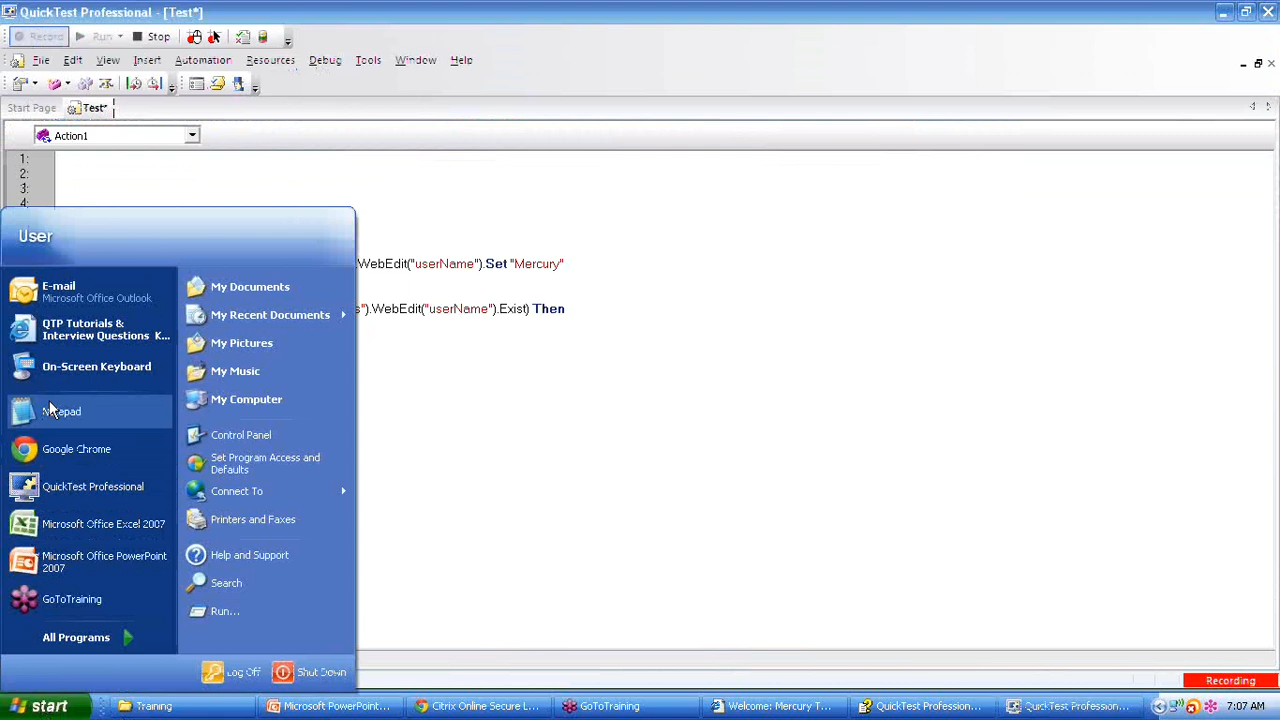 QuickTest Professional - [Test*]
Record Run Stop
File Edit View Insert Automation Resources Debug Tools Window Help
Start Page Test*
Action1
1:
2:
3:
4:
WebEdit("userName").Set "Mercury"
s").WebEdit("userName").Exist) Then
User
E-mail
Microsoft Office Outlook
QTP Tutorials &
Interview Questions K...
On-Screen Keyboard
Notepad
Google Chrome
QuickTest Professional
Microsoft Office Excel 2007
Microsoft Office PowerPoint
2007
GoToTraining
All Programs
My Documents
My Recent Documents
My Pictures
My Music
My Computer
Control Panel
Set Program Access and
Defaults
Connect To
Printers and Faxes
Help and Support
Search
Run...
Log Off Shut Down
Recording
start Training Microsoft PowerPoint... Citrix Online Secure L... GoToTraining Welcome: Mercury T... QuickTest Profession... QuickTest Profession... 7:07 AM